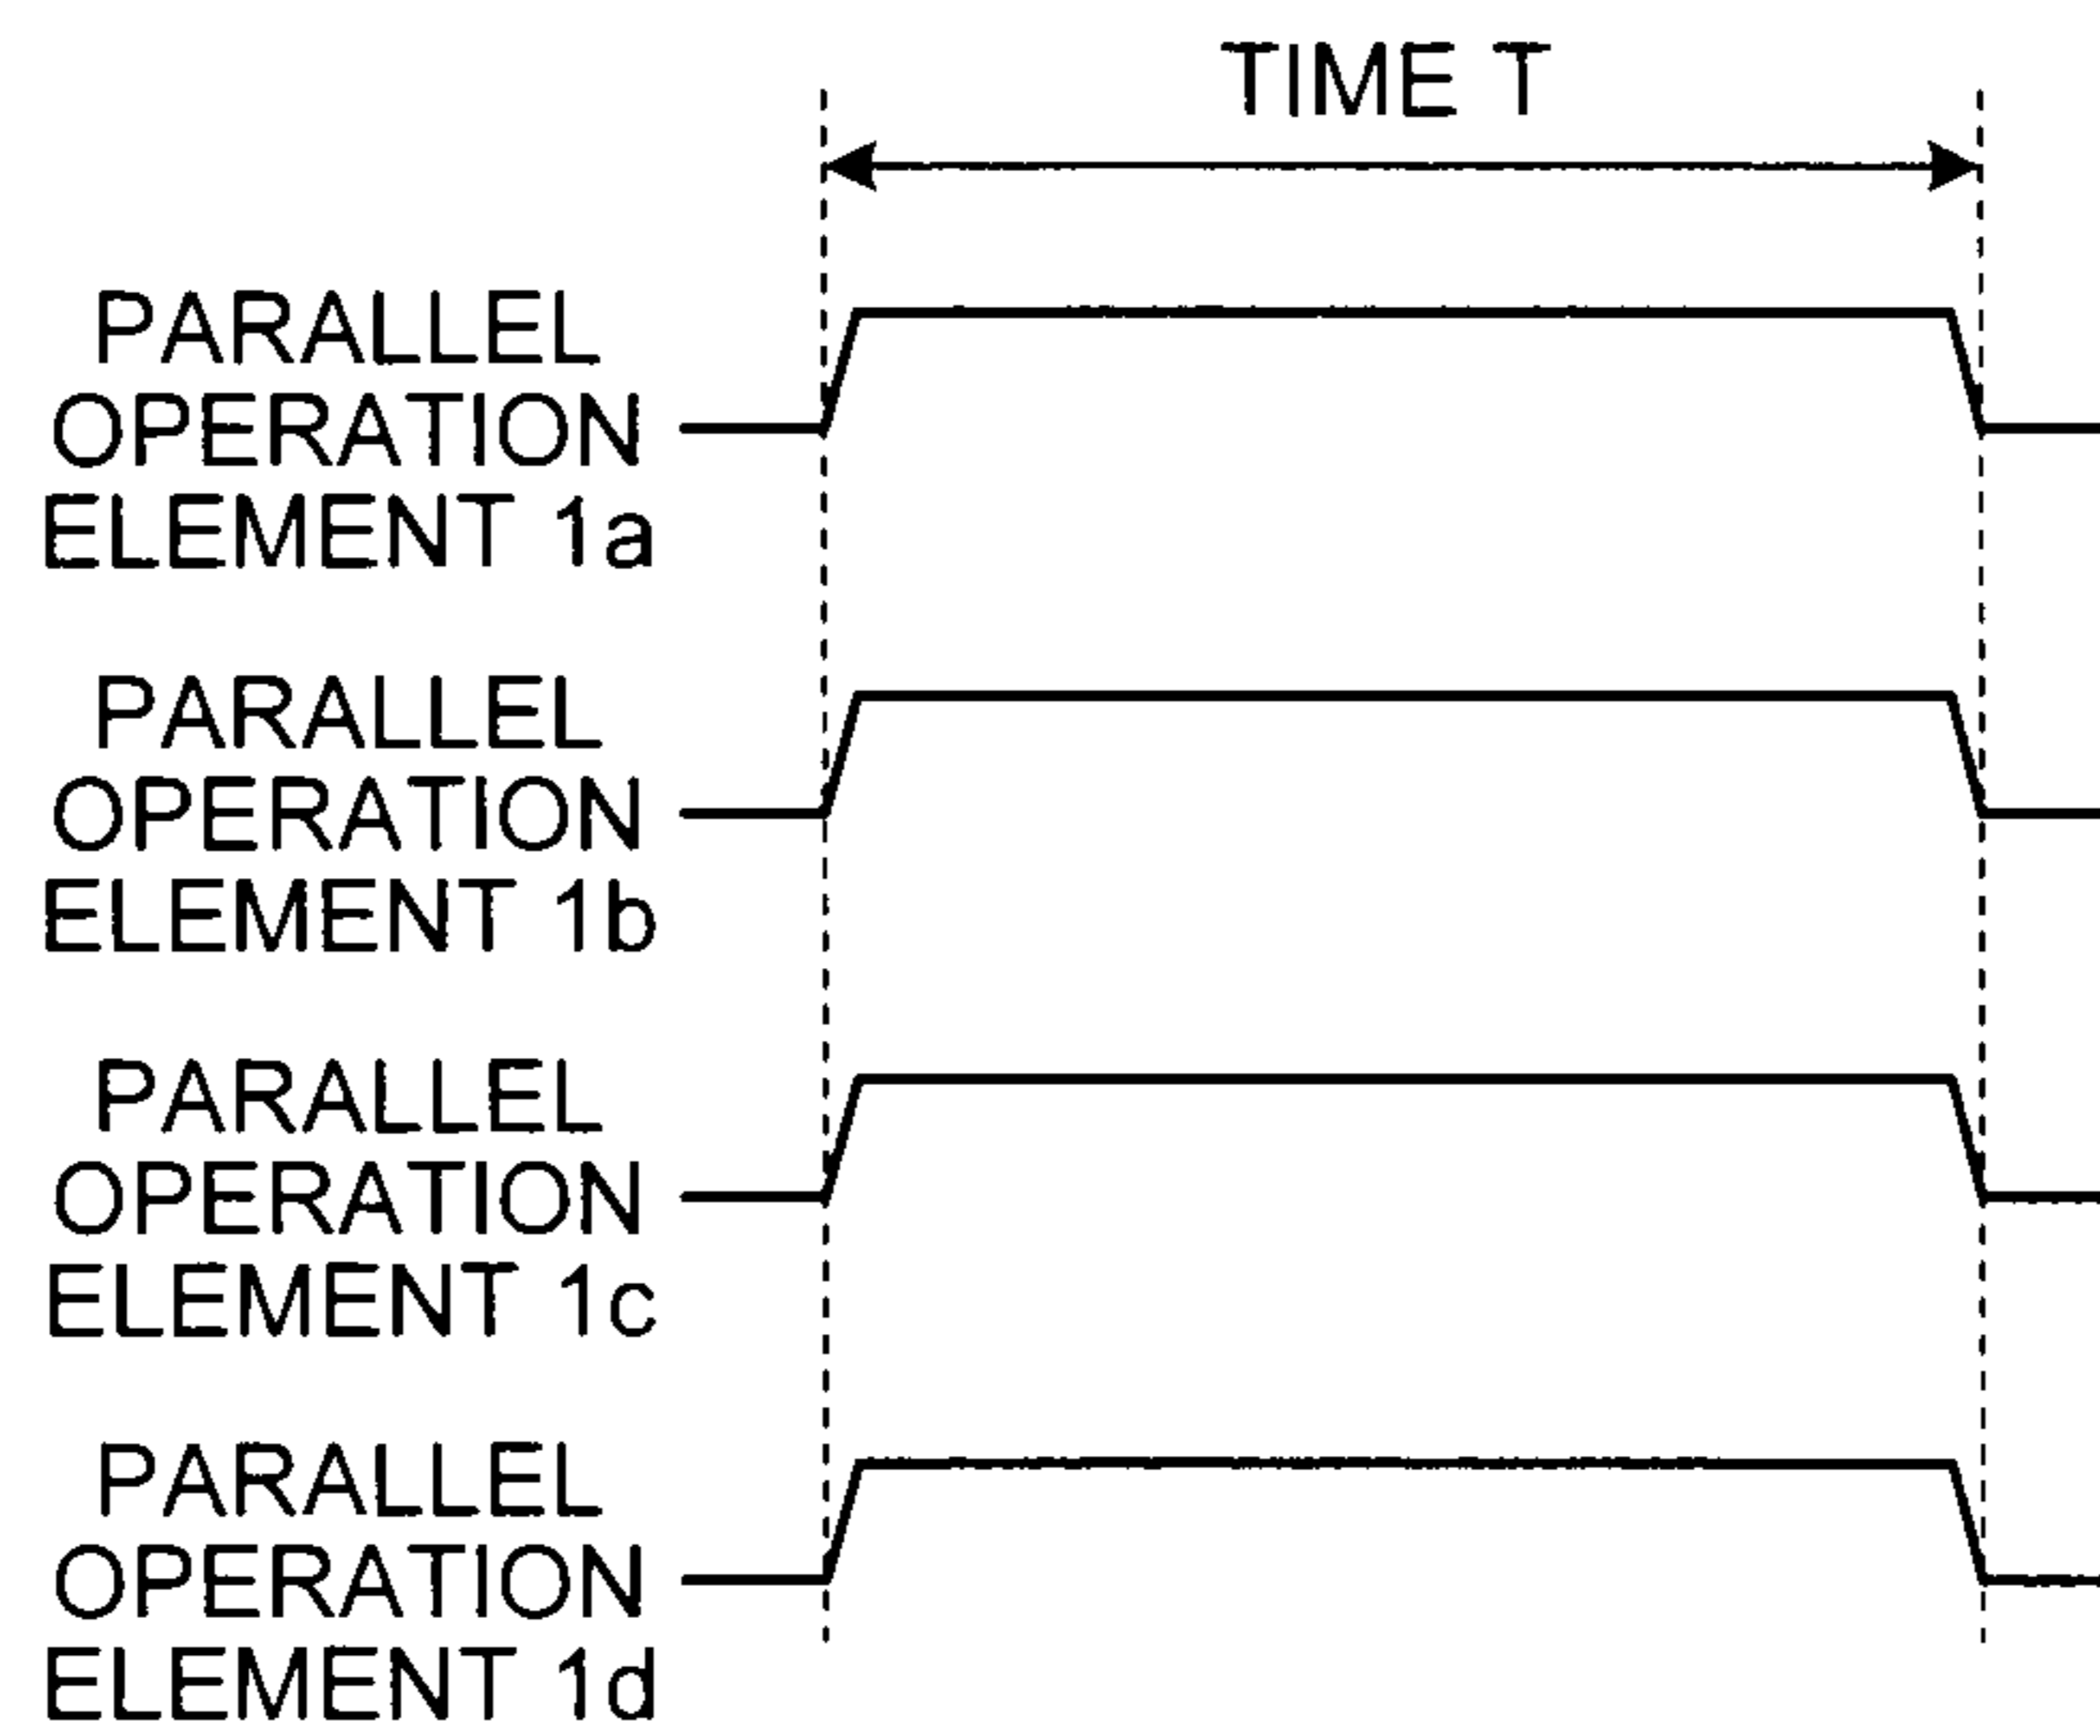 TIME T
PARALLEL
OPERATION
ELEMENT 1a
PARALLEL
OPERATION
ELEMENT 1b
PARALLEL
OPERATION
ELEMENT 1c
PARALLEL
OPERATION
ELEMENT 1d